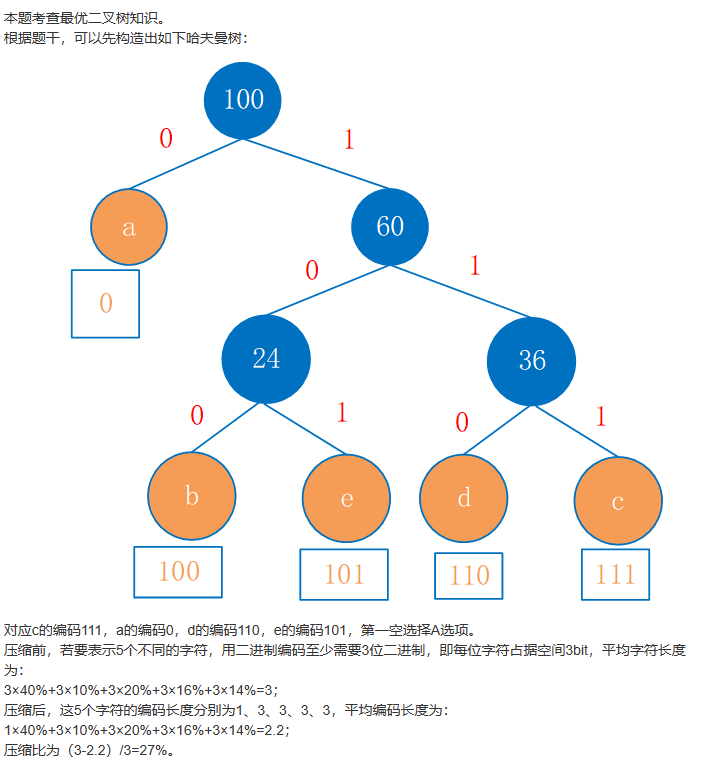 本题考查最优二叉树知识。
根据题干，可以先构造出如下哈夫曼树：
100
0
1
a
60
0
0
1
24
36
0
1
0
1
b
e
d
c
100
101
110
111
对应c的编码111，a的编码0，d的编码110，e的编码101，第一空选择A选项。
压缩前，若要表示5个不同的字符，用二进制编码至少需要3位二进制，即每位字符占据空间3bit，平均字符长度
为：
3×40%+3×10%+3×20%+3×16%+3×14%=3；
压缩后，这5个字符的编码长度分别为1、3、3、3、3，平均编码长度为：
1×40%+3×10%+3×20%+3×16%+3×14%=2.2；
压缩比为（3-2.2）/3=27%。